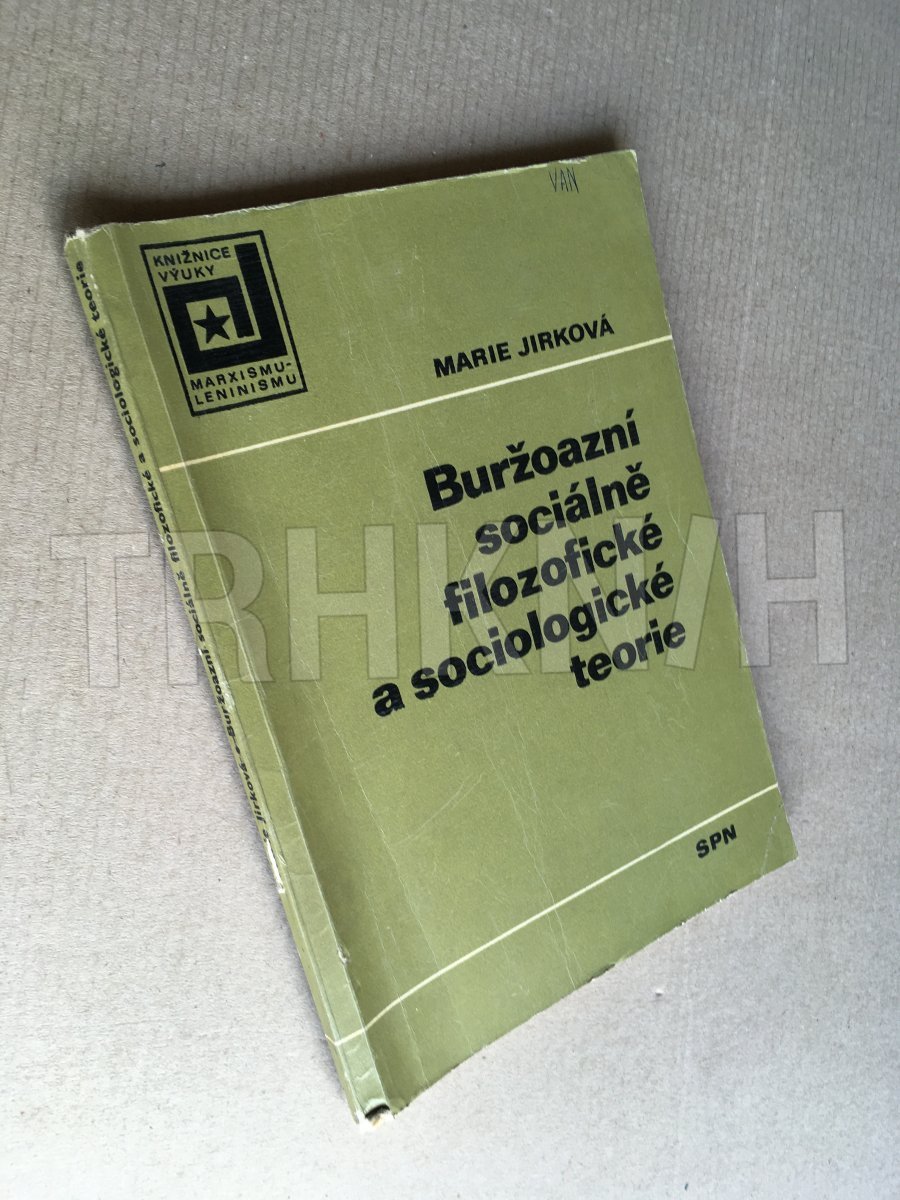 VAN
KNIŽNICE
VÝUKY
MARXISMU-
LENINISMU
MARIE JIRKOVÁ
Buržoazní
sociálně
filozofické
a sociologické
teorie
SPN
Jirková • Buržoazní sociálně filozofické a sociologické teorie
TRHKNIH